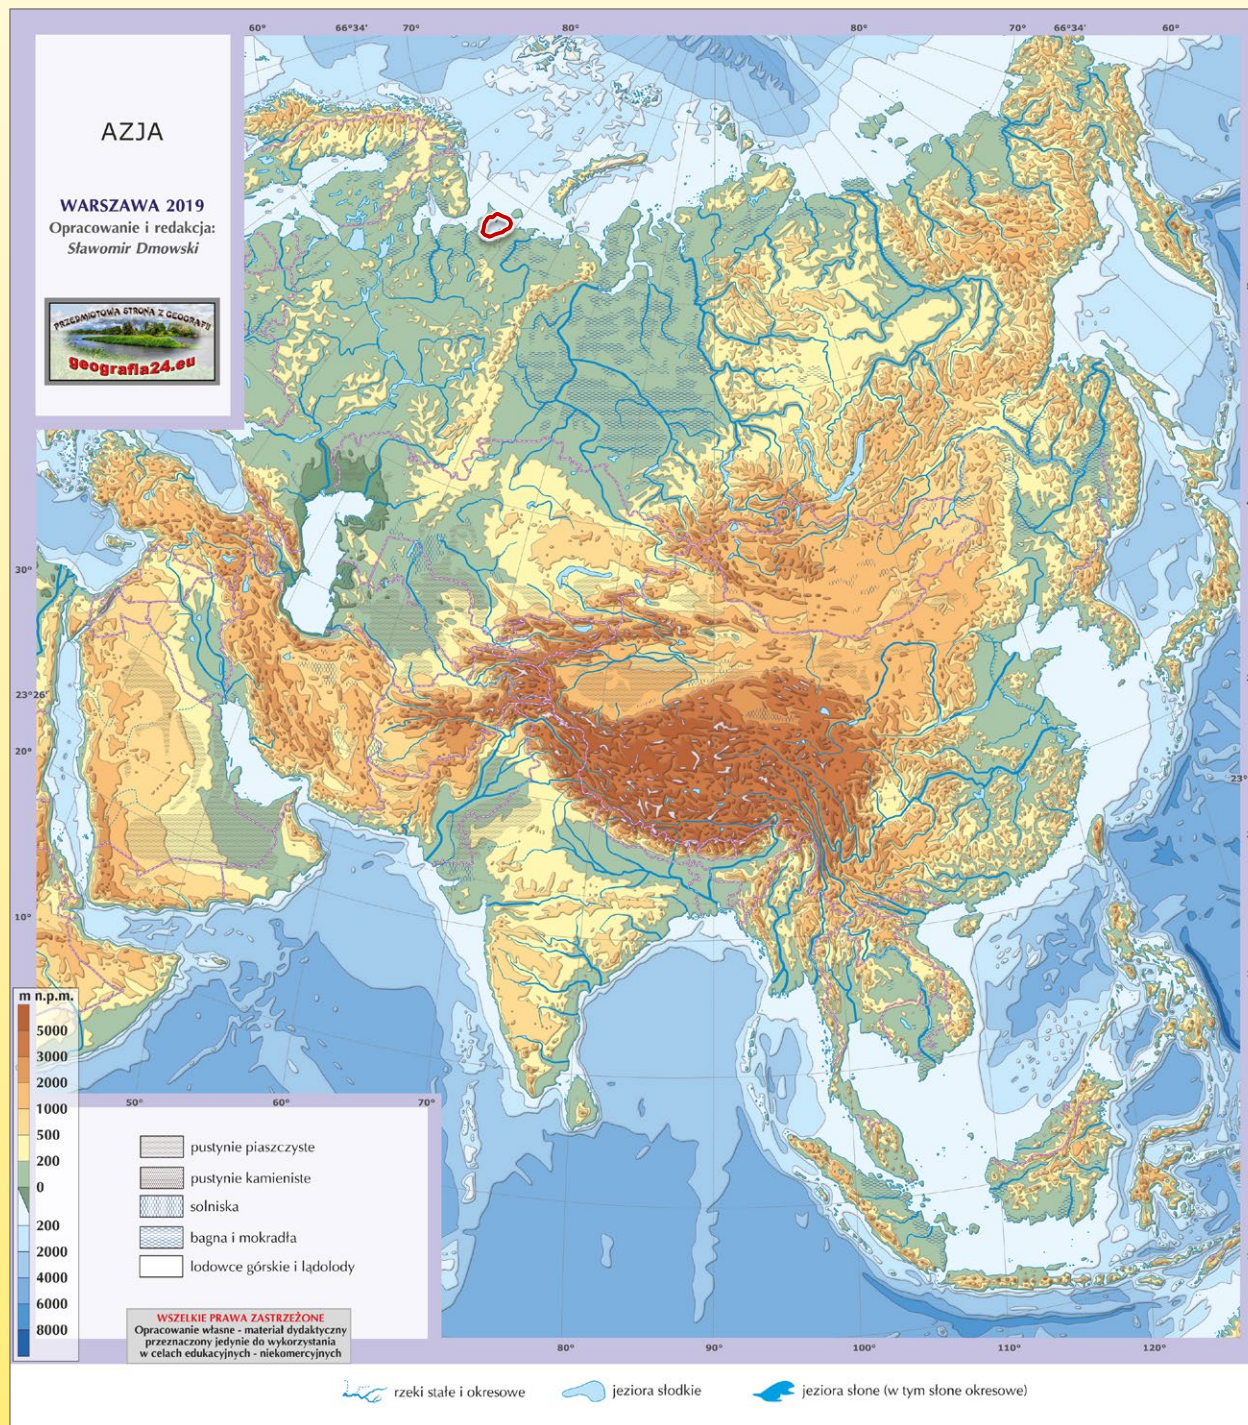 60° 66°34' 70° 80° 80° 70° 66°34' 60°
AZJA
WARSZAWA 2019
Opracowanie i redakcja:
Sławomir Dmowski
PRZEDMIOTOWA STRONA Z GEOGRAFII
geografia24.eu
30°
23°26'
20°
23°
10°
m n.p.m.
5000
3000
2000
1000
500
200
0
200
2000
4000
6000
8000
50° 60° 70°
pustynie piaszczyste
pustynie kamieniste
solniska
bagna i mokradła
lodowce górskie i lądolody
WSZELKIE PRAWA ZASTRZEŻONE
Opracowanie własne - materiał dydaktyczny
przeznaczony jedynie do wykorzystania
w celach edukacyjnych - niekomercyjnych
80° 90° 100° 110° 120°
rzeki stałe i okresowe jeziora słodkie jeziora słone (w tym słone okresowe)